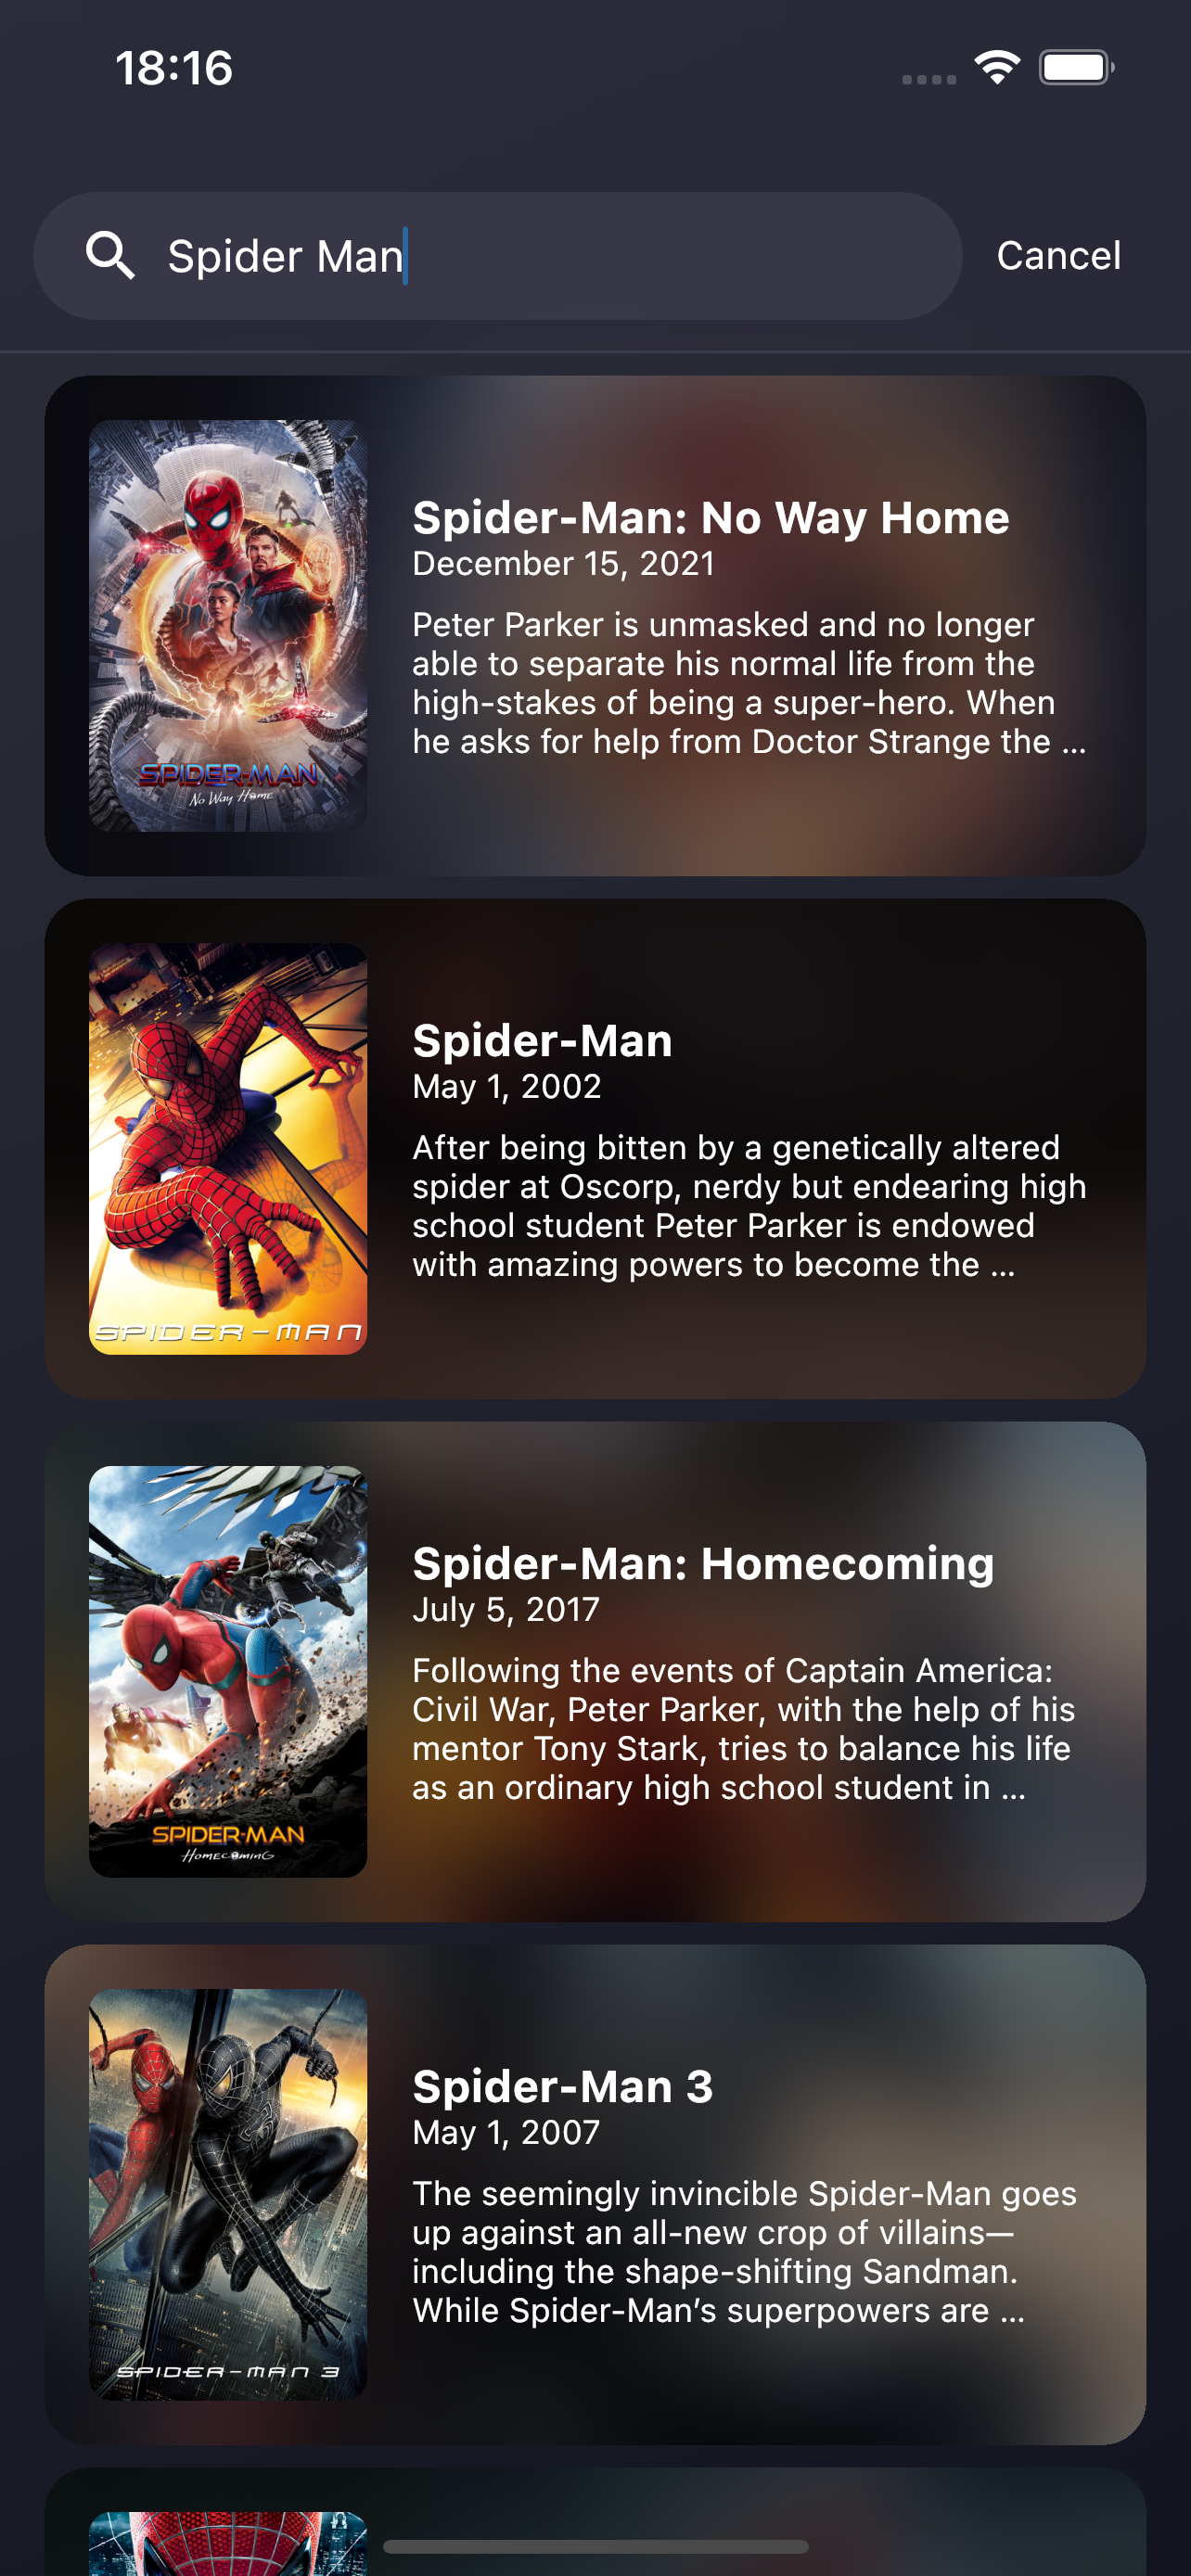 18:16
Spider Man
Cancel
SPIDER-MAN
No Way Home
Spider-Man: No Way Home
December 15, 2021
Peter Parker is unmasked and no longer
able to separate his normal life from the
high-stakes of being a super-hero. When
he asks for help from Doctor Strange the ...
SPIDER-MAN
Spider-Man
May 1, 2002
After being bitten by a genetically altered
spider at Oscorp, nerdy but endearing high
school student Peter Parker is endowed
with amazing powers to become the ...
SPIDER-MAN
HomecominG
Spider-Man: Homecoming
July 5, 2017
Following the events of Captain America:
Civil War, Peter Parker, with the help of his
mentor Tony Stark, tries to balance his life
as an ordinary high school student in ...
SPIDER-MAN 3
Spider-Man 3
May 1, 2007
The seemingly invincible Spider-Man goes
up against an all-new crop of villains—
including the shape-shifting Sandman.
While Spider-Man’s superpowers are ...